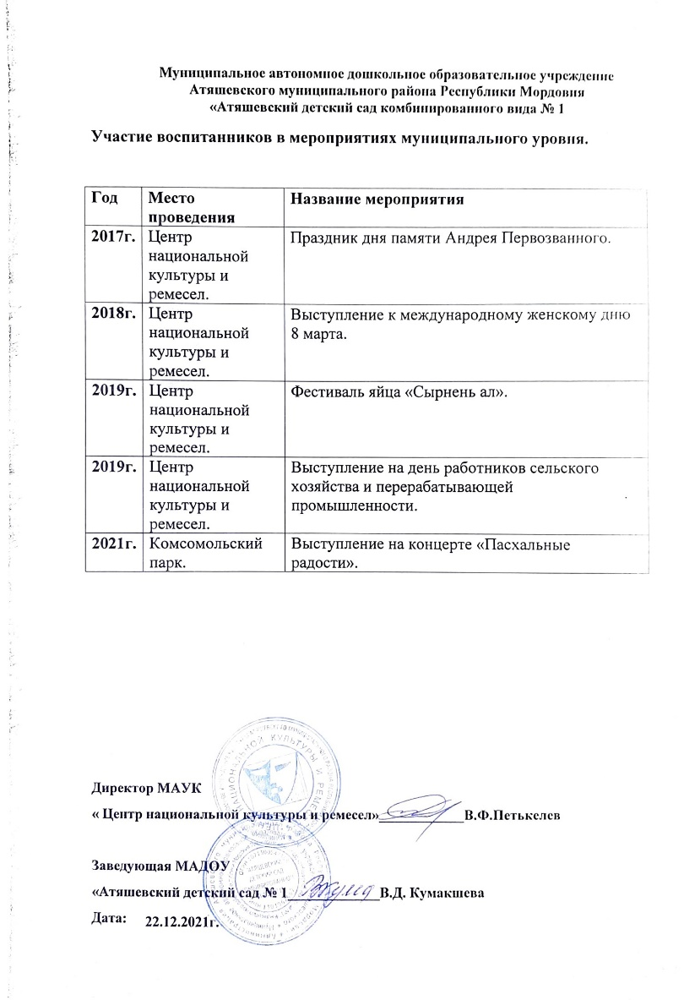 Муниципальное автономное дошкольное образовательное учреждение
Атяшевского муниципального района Республики Мордовия
«Атяшевский детский сад комбинированного вида № 1
Участие воспитанников в мероприятиях муниципального уровня.
Год
Место
проведения
Название мероприятия
2017г.
Центр
национальной
культуры и
ремесел.
Праздник дня памяти Андрея Первозванного.
2018г.
Центр
национальной
культуры и
ремесел.
Выступление к международному женскому дню
8 марта.
2019г.
Центр
национальной
культуры и
ремесел.
Фестиваль яйца «Сырнень ал».
2019г.
Центр
национальной
культуры и
ремесел.
Выступление на день работников сельского
хозяйства и перерабатывающей
промышленности.
2021г.
Комсомольский
парк.
Выступление на концерте «Пасхальные
радости».
НАЦИОНАЛЬНОЙ КУЛЬТУРЫ И
Директор МАУК
« Центр национальной культуры и ремесел»____________В.Ф.Петькелев
Заведующая МАДОУ
«Атяшевский детский сад № 1_____________В.Д. Кумакшева
Дата: 22.12.2021г.